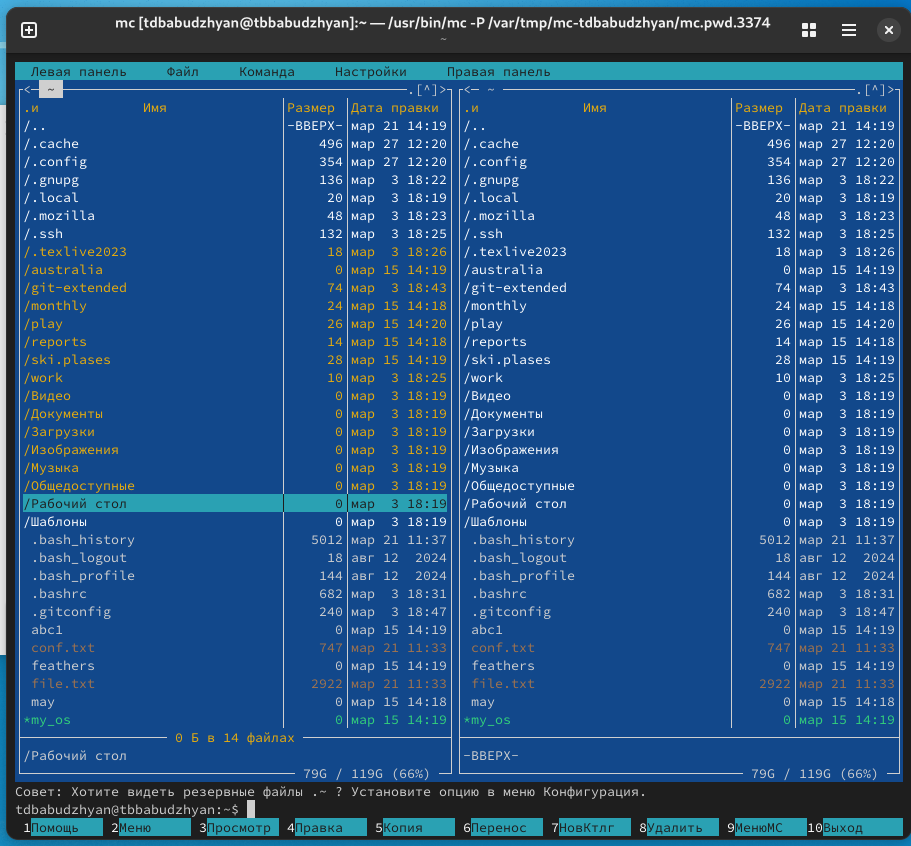 mc [tdbabudzhyan@tbbabudzhyan]:~ — /usr/bin/mc -P /var/tmp/mc-tdbabudzhyan/mc.pwd.3374
~
Левая панель Файл Команда Настройки Правая панель
<─ ~ .[^]> <─ ~ .[^]>
.и Имя Размер Дата правки .и Имя Размер Дата правки
/.. -ВВЕРХ- мар 21 14:19 /.. -ВВЕРХ- мар 21 14:19
/.cache 496 мар 27 12:20 /.cache 496 мар 27 12:20
/.config 354 мар 27 12:20 /.config 354 мар 27 12:20
/.gnupg 136 мар 3 18:22 /.gnupg 136 мар 3 18:22
/.local 20 мар 3 18:19 /.local 20 мар 3 18:19
/.mozilla 48 мар 3 18:23 /.mozilla 48 мар 3 18:23
/.ssh 132 мар 3 18:25 /.ssh 132 мар 3 18:25
/.texlive2023 18 мар 3 18:26 /.texlive2023 18 мар 3 18:26
/australia 0 мар 15 14:19 /australia 0 мар 15 14:19
/git-extended 74 мар 3 18:43 /git-extended 74 мар 3 18:43
/monthly 24 мар 15 14:18 /monthly 24 мар 15 14:18
/play 26 мар 15 14:20 /play 26 мар 15 14:20
/reports 14 мар 15 14:18 /reports 14 мар 15 14:18
/ski.plases 28 мар 15 14:19 /ski.plases 28 мар 15 14:19
/work 10 мар 3 18:25 /work 10 мар 3 18:25
/Видео 0 мар 3 18:19 /Видео 0 мар 3 18:19
/Документы 0 мар 3 18:19 /Документы 0 мар 3 18:19
/Загрузки 0 мар 3 18:19 /Загрузки 0 мар 3 18:19
/Изображения 0 мар 3 18:19 /Изображения 0 мар 3 18:19
/Музыка 0 мар 3 18:19 /Музыка 0 мар 3 18:19
/Общедоступные 0 мар 3 18:19 /Общедоступные 0 мар 3 18:19
/Рабочий стол 0 мар 3 18:19 /Рабочий стол 0 мар 3 18:19
/Шаблоны 0 мар 3 18:19 /Шаблоны 0 мар 3 18:19
.bash_history 5012 мар 21 11:37 .bash_history 5012 мар 21 11:37
.bash_logout 18 авг 12 2024 .bash_logout 18 авг 12 2024
.bash_profile 144 авг 12 2024 .bash_profile 144 авг 12 2024
.bashrc 682 мар 3 18:31 .bashrc 682 мар 3 18:31
.gitconfig 240 мар 3 18:47 .gitconfig 240 мар 3 18:47
abc1 0 мар 15 14:19 abc1 0 мар 15 14:19
conf.txt 747 мар 21 11:33 conf.txt 747 мар 21 11:33
feathers 0 мар 15 14:19 feathers 0 мар 15 14:19
file.txt 2922 мар 21 11:33 file.txt 2922 мар 21 11:33
may 0 мар 15 14:18 may 0 мар 15 14:18
*my_os 0 мар 15 14:19 *my_os 0 мар 15 14:19
0 Б в 14 файлах
/Рабочий стол -ВВЕРХ-
79G / 119G (66%) 79G / 119G (66%)
Совет: Хотите видеть резервные файлы .~ ? Установите опцию в меню Конфигурация.
tdbabudzhyan@tbbabudzhyan:~$
1Помощь 2Меню 3Просмотр 4Правка 5Копия 6Перенос 7НовКтлг 8Удалить 9МенюМС 10Выход